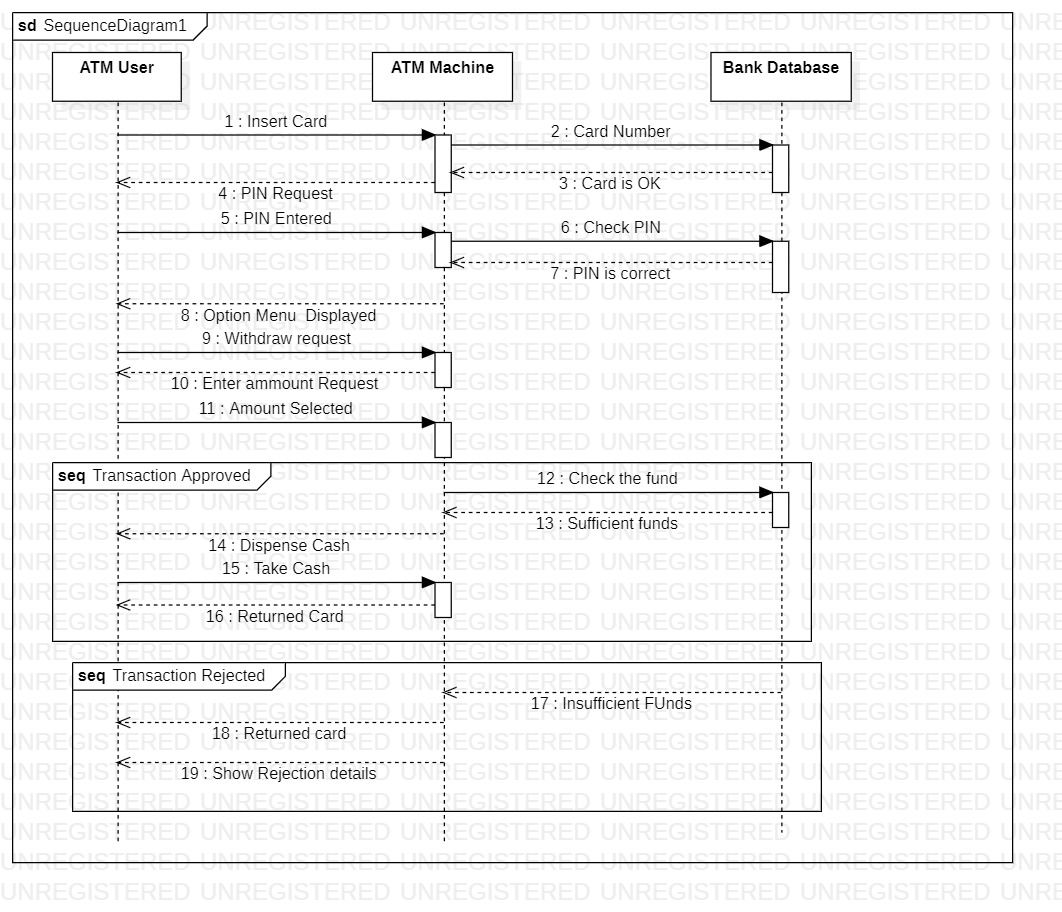 sd SequenceDiagram1
ATM User
ATM Machine
Bank Database
1 : Insert Card
2 : Card Number
3 : Card is OK
4 : PIN Request
5 : PIN Entered
6 : Check PIN
7 : PIN is correct
8 : Option Menu  Displayed
9 : Withdraw request
10 : Enter ammount Request
11 : Amount Selected
seq Transaction Approved
12 : Check the fund
13 : Sufficient funds
14 : Dispense Cash
15 : Take Cash
16 : Returned Card
seq Transaction Rejected
17 : Insufficient FUnds
18 : Returned card
19 : Show Rejection details
UNREGISTERED